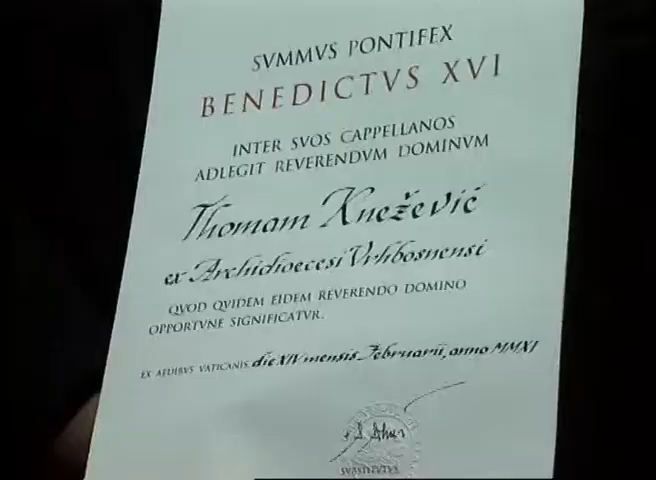 SVMMVS PONTIFEX
BENEDICTVS XVI
INTER SVOS CAPPELLANOS
ADLEGIT REVERENDVM DOMINVM
Thomam Knežević
ex Archidioecesi Vrhbosnensi
QVOD QVIDEM EIDEM REVERENDO DOMINO
OPPORTVNE SIGNIFICATVR.
EX AEDIBVS VATICANIS die XIV mensis Februarii, anno MMXI
SVBSTITVTVS